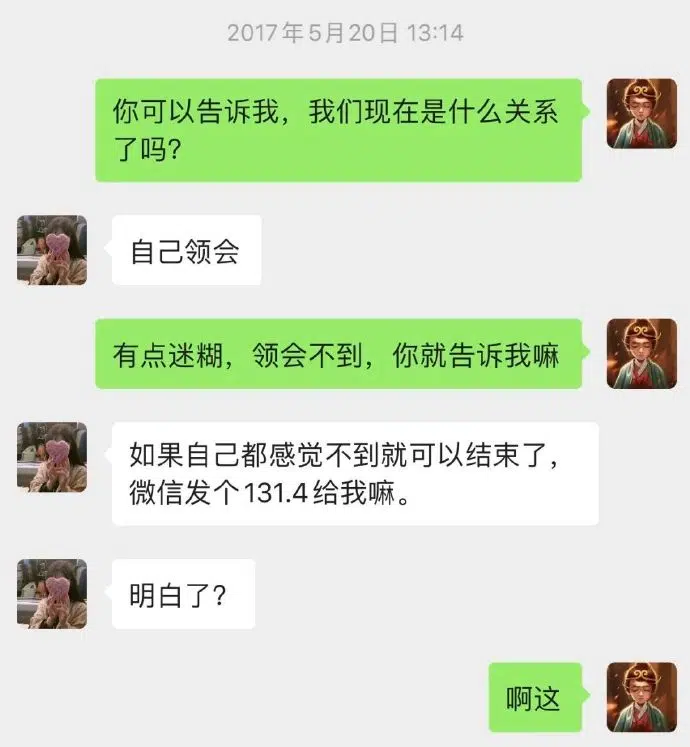 2017年5月20日 13:14
你可以告诉我，我们现在是什么关系
了吗？
自己领会
有点迷糊，领会不到，你就告诉我嘛
如果自己都感觉不到就可以结束了，
微信发个131.4给我嘛。
明白了？
啊这